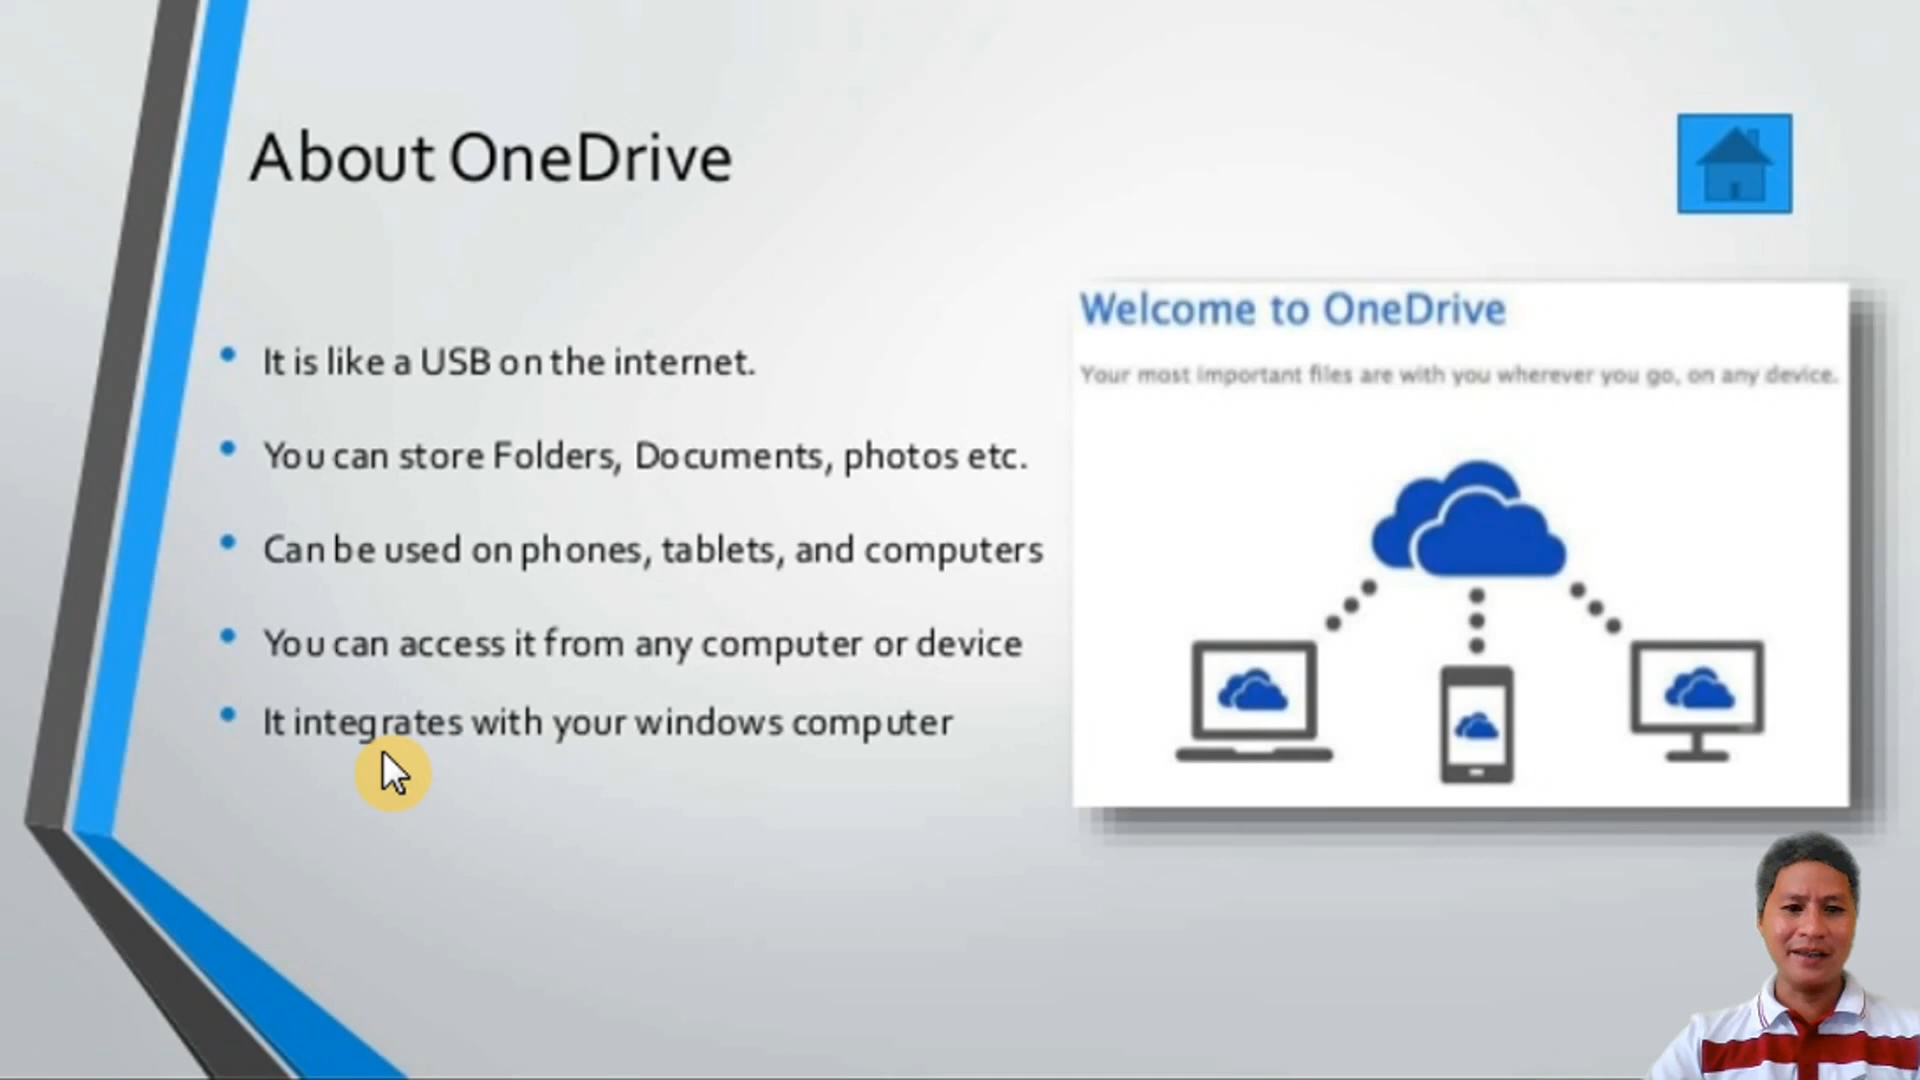 About OneDrive
It is like a USB on the internet.
You can store Folders, Documents, photos etc.
Can be used on phones, tablets, and computers
You can access it from any computer or device
It integrates with your windows computer
Welcome to OneDrive
Your most important files are with you wherever you go, on any device.